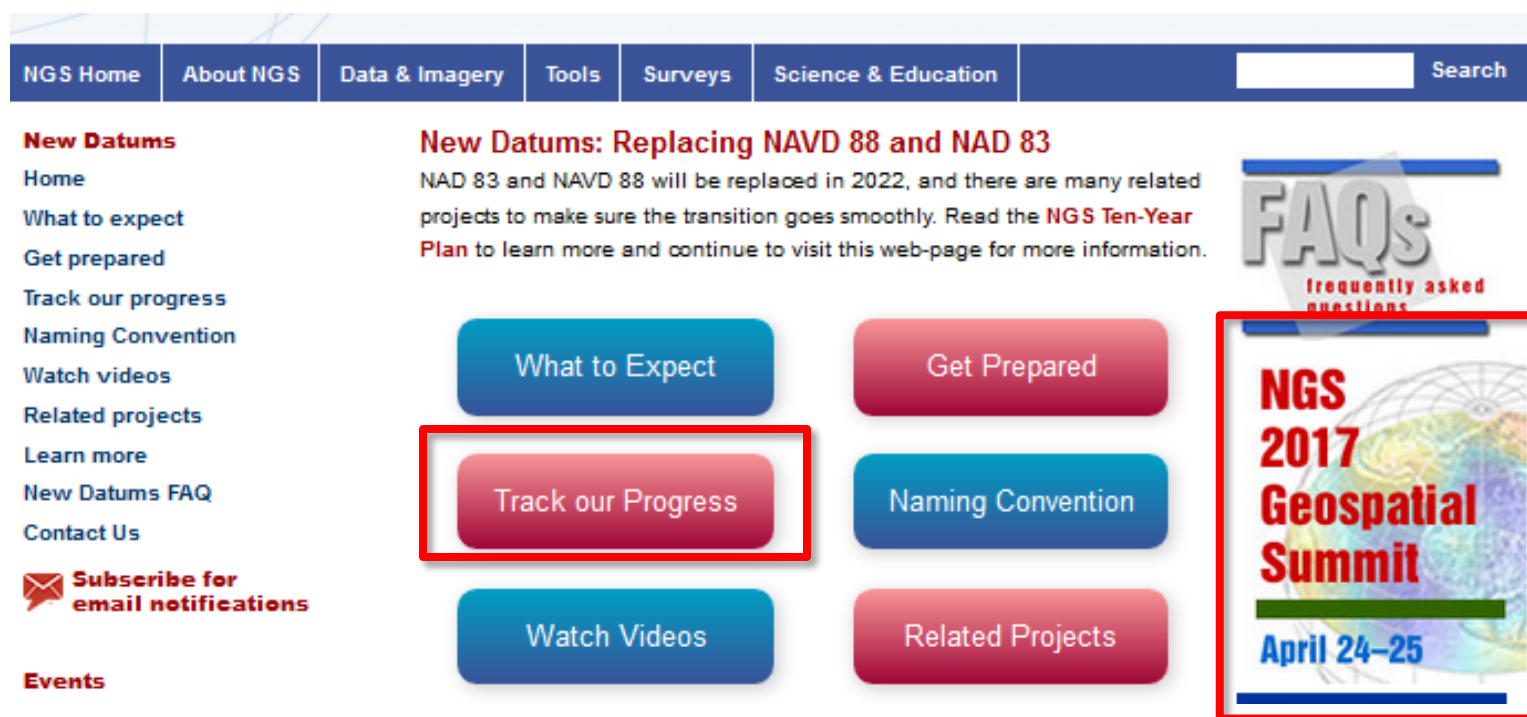 NGS Home
About NGS
Data & Imagery
Tools
Surveys
Science & Education
Search
New Datums
Home
What to expect
Get prepared
Track our progress
Naming Convention
Watch videos
Related projects
Learn more
New Datums FAQ
Contact Us
Subscribe for
email notifications
Events
New Datums: Replacing NAVD 88 and NAD 83
NAD 83 and NAVD 88 will be replaced in 2022, and there are many related
projects to make sure the transition goes smoothly. Read the NGS Ten-Year
Plan to learn more and continue to visit this web-page for more information.
What to Expect
Get Prepared
Track our Progress
Naming Convention
Watch Videos
Related Projects
FAQs
frequently asked
questions
NGS
2017
Geospatial
Summit
April 24–25